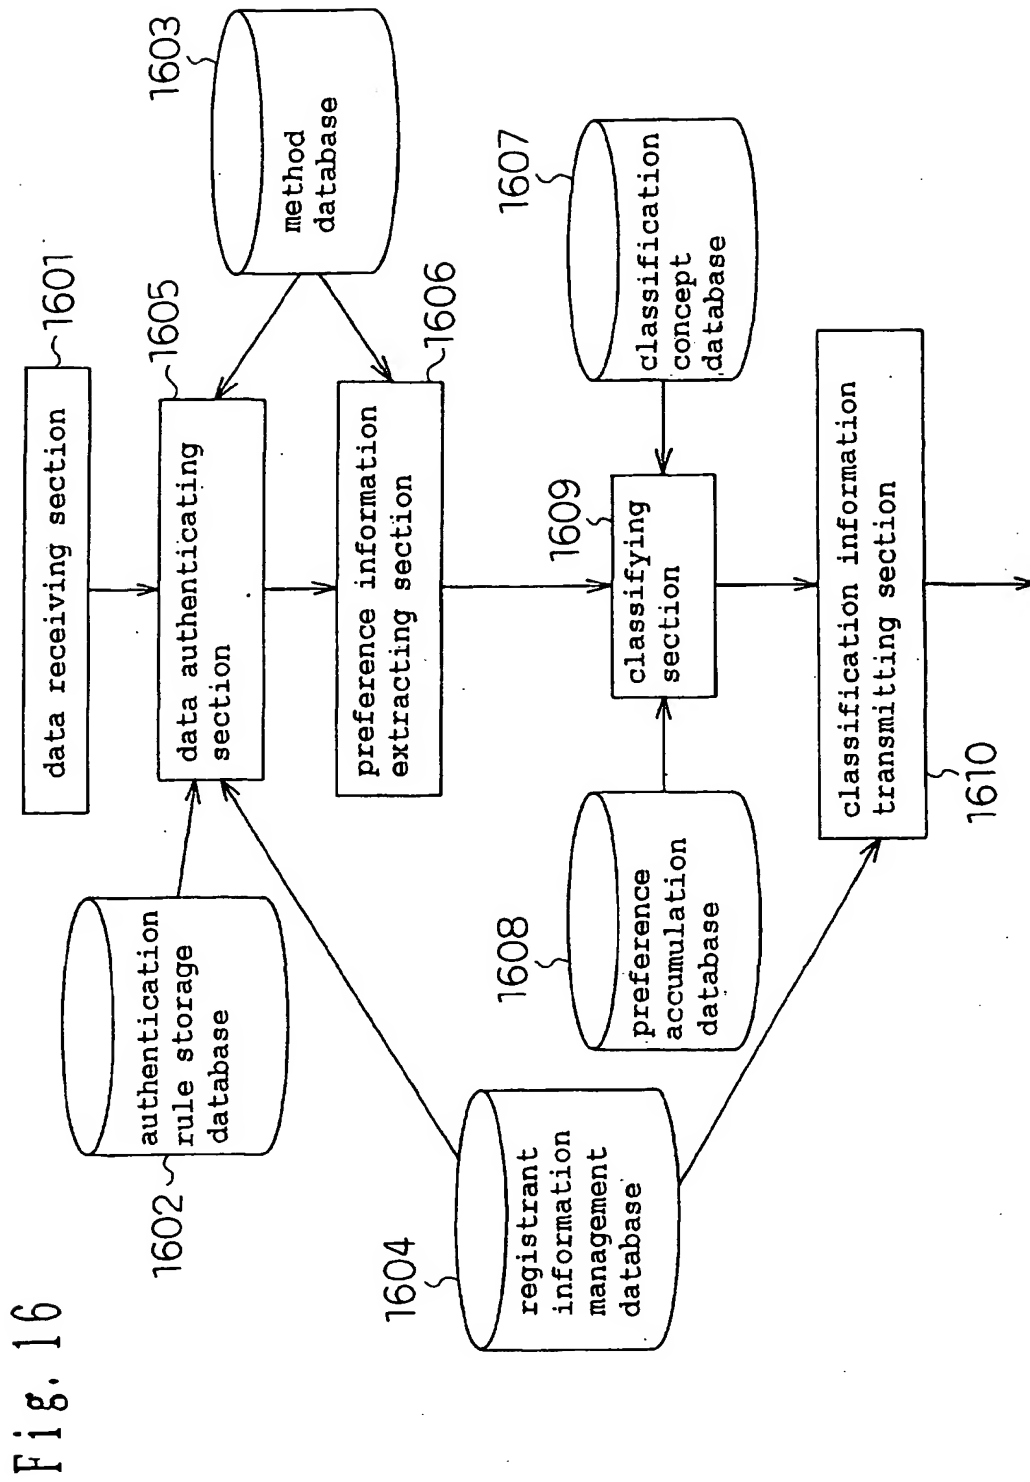 Fig. 16
data receiving section
1601
authentication
rule storage
database
1602
data authenticating
section
1605
method
database
1603
preference information
extracting section
1606
registrant
information
management
database
1604
preference
accumulation
database
1608
classifying
section
1609
classification
concept
database
1607
classification information
transmitting section
1610